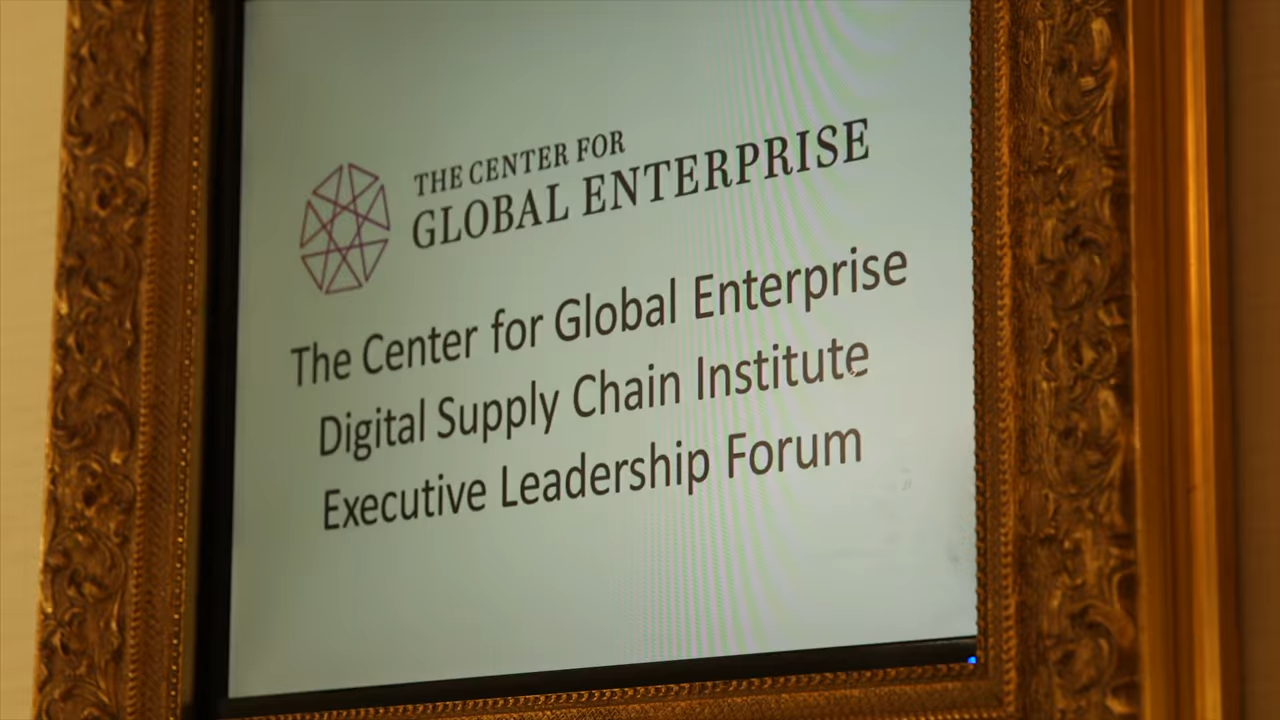 THE CENTER FOR
GLOBAL ENTERPRISE
The Center for Global Enterprise
Digital Supply Chain Institute
Executive Leadership Forum